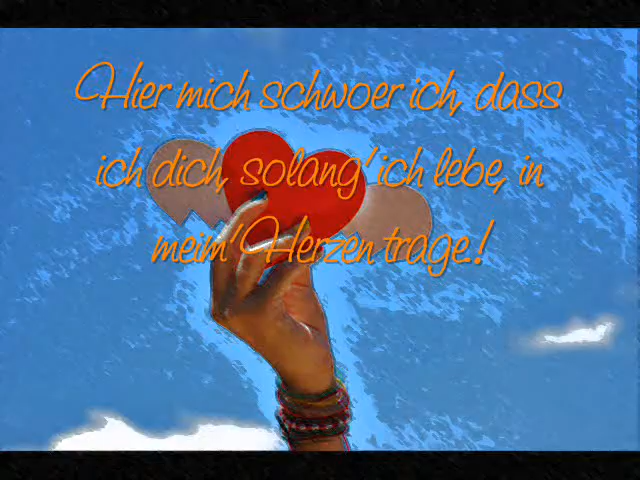 Hier mich schwoer ich, dass
ich dich, solang' ich lebe, in
meim' Herzen trage!